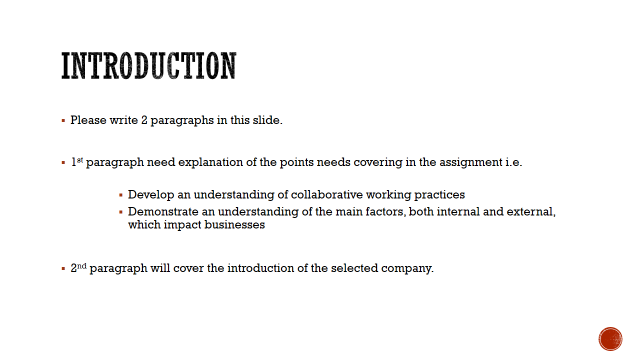 INTRODUCTION
Please write 2 paragraphs in this slide.
1st paragraph need explanation of the points needs covering in the assignment i.e.
Develop an understanding of collaborative working practices
Demonstrate an understanding of the main factors, both internal and external,
which impact businesses
2nd paragraph will cover the introduction of the selected company.